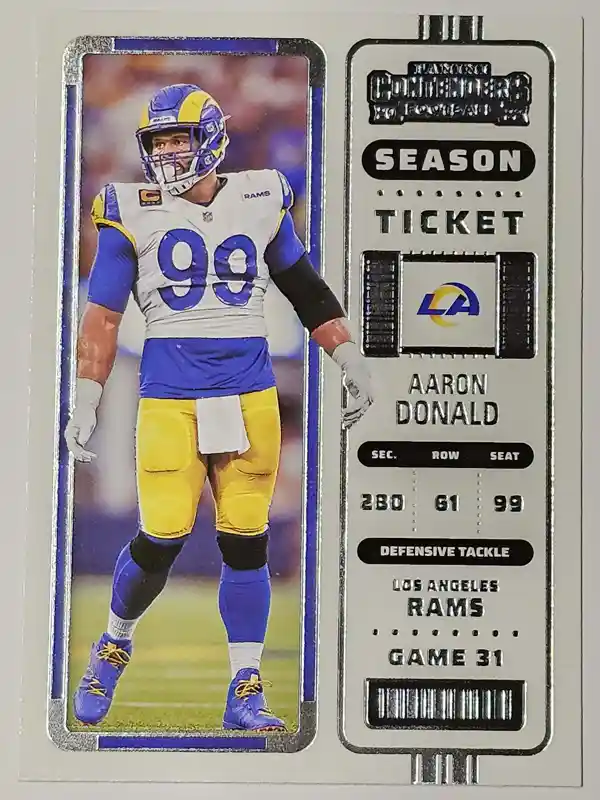 PANINI
CONTENDERS
FOOTBALL
SEASON
TICKET
LA
AARON
DONALD
SEC. ROW SEAT
280 61 99
DEFENSIVE TACKLE
LOS ANGELES
RAMS
GAME 31
RAMS
C
99